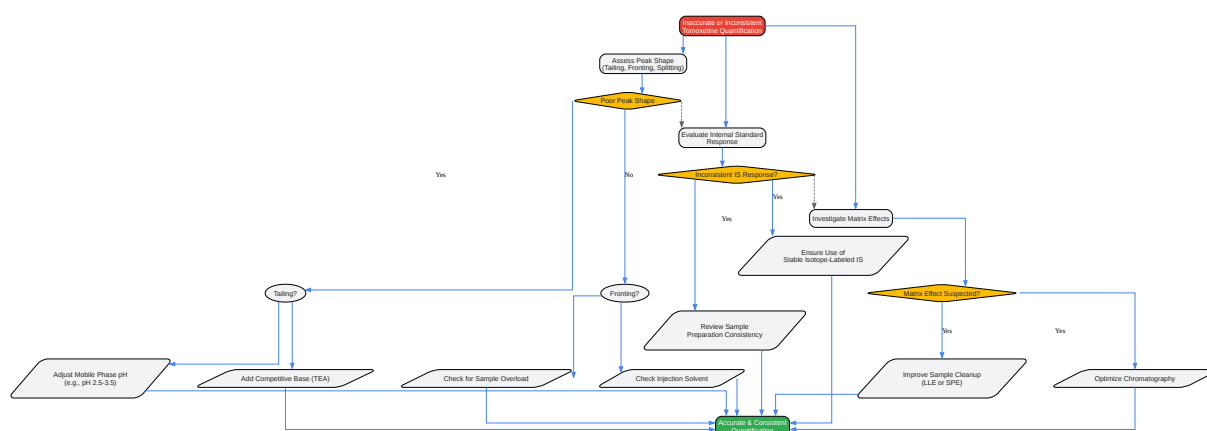 Inaccurate or Inconsistent
Tomoxetine Quantification
Assess Peak Shape
(Tailing, Fronting, Splitting)
Poor Peak Shape
Evaluate Internal Standard
Response
Yes
No
Inconsistent IS Response?
Yes
Yes
Investigate Matrix Effects
Ensure Use of
Stable Isotope-Labeled IS
Tailing?
Fronting?
Matrix Effect Suspected?
Review Sample
Preparation Consistency
Yes
Yes
Adjust Mobile Phase pH
(e.g., pH 2.5-3.5)
Add Competitive Base (TEA)
Check for Sample Overload
Check Injection Solvent
Improve Sample Cleanup
(LLE or SPE)
Optimize Chromatography
Accurate & Consistent
Quantification